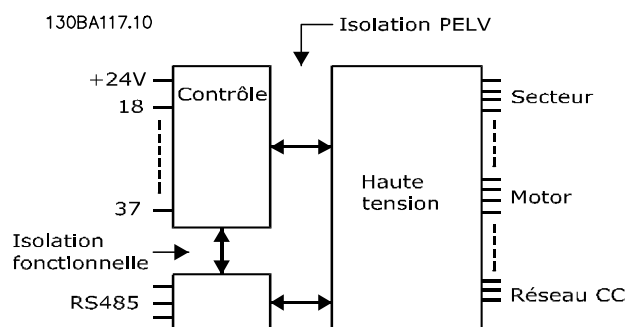 130BA117.10
Isolation PELV
+24V
Contrôle
18
Secteur
Haute
tension
37
Motor
Isolation
fonctionnelle
RS485
Réseau CC